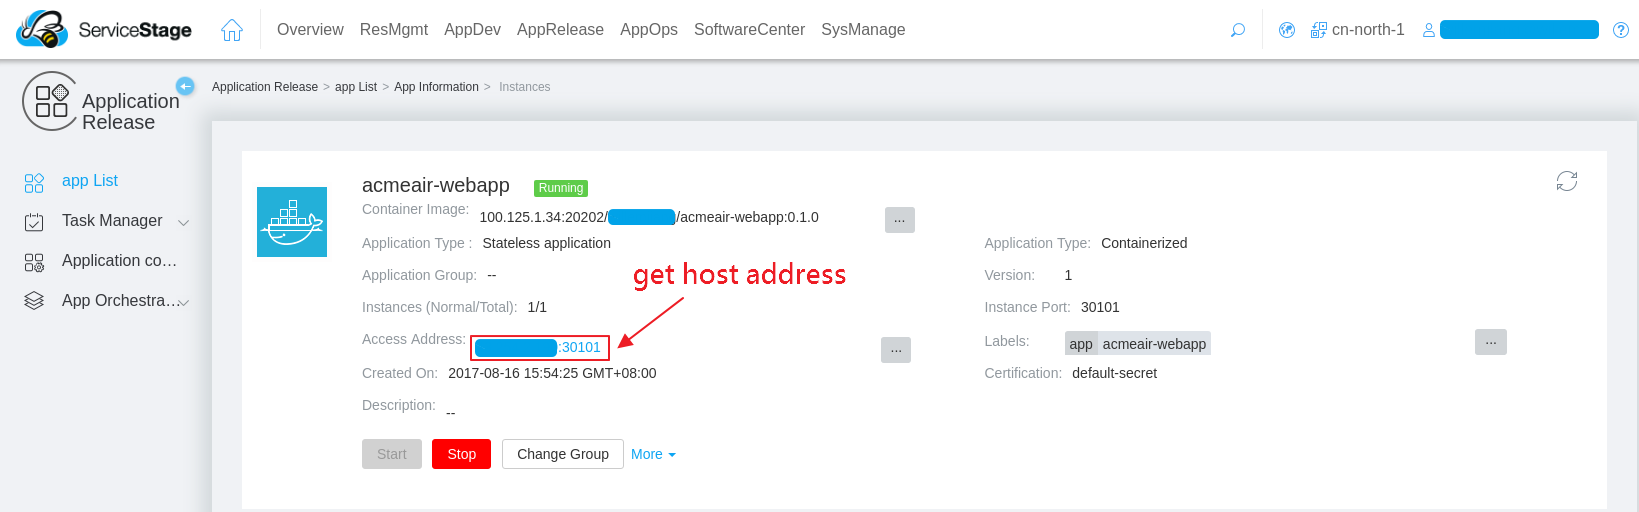 ServiceStage Overview ResMgmt AppDev AppRelease AppOps SoftwareCenter SysManage cn-north-1
Application Release
Application Release > app List > App Information > Instances
app List
Task Manager
Application co...
App Orchestra...
acmeair-webapp Running
Container Image: 100.125.1.34:20202/ /acmeair-webapp:0.1.0 ...
Application Type : Stateless application Application Type: Containerized
Application Group: -- Version: 1
get host address
Instances (Normal/Total): 1/1 Instance Port: 30101
Access Address: :30101 ... Labels: app acmeair-webapp ...
Created On: 2017-08-16 15:54:25 GMT+08:00 Certification: default-secret
Description: --
Start Stop Change Group More